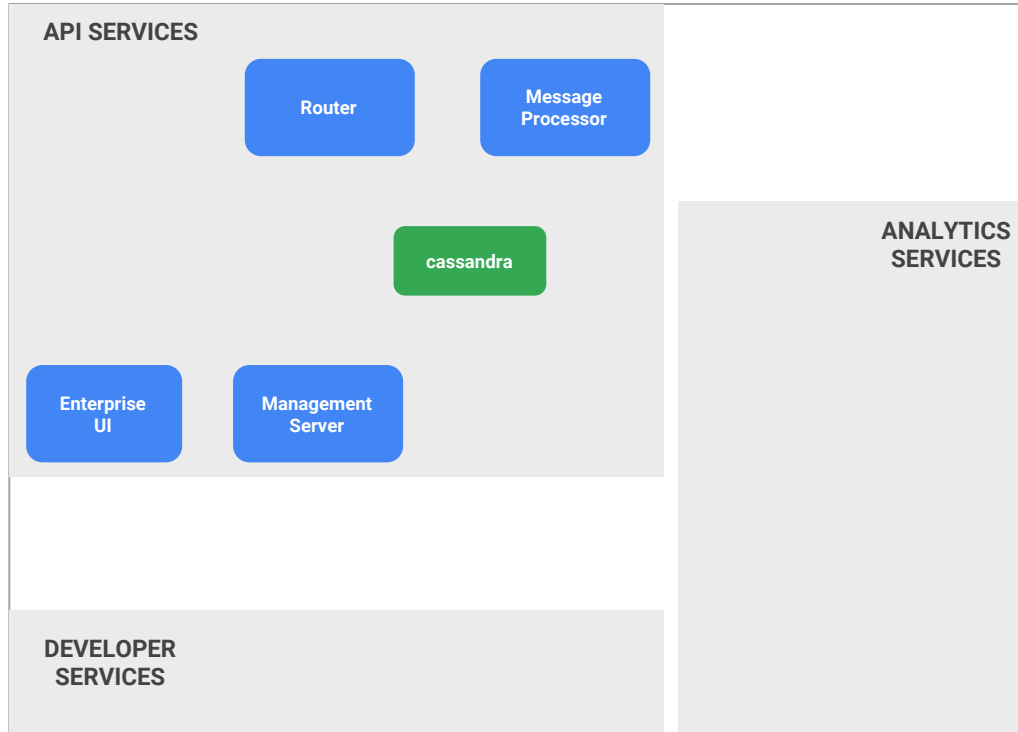 API SERVICES
Router
Message
Processor
ANALYTICS
SERVICES
cassandra
Enterprise
UI
Management
Server
DEVELOPER
SERVICES